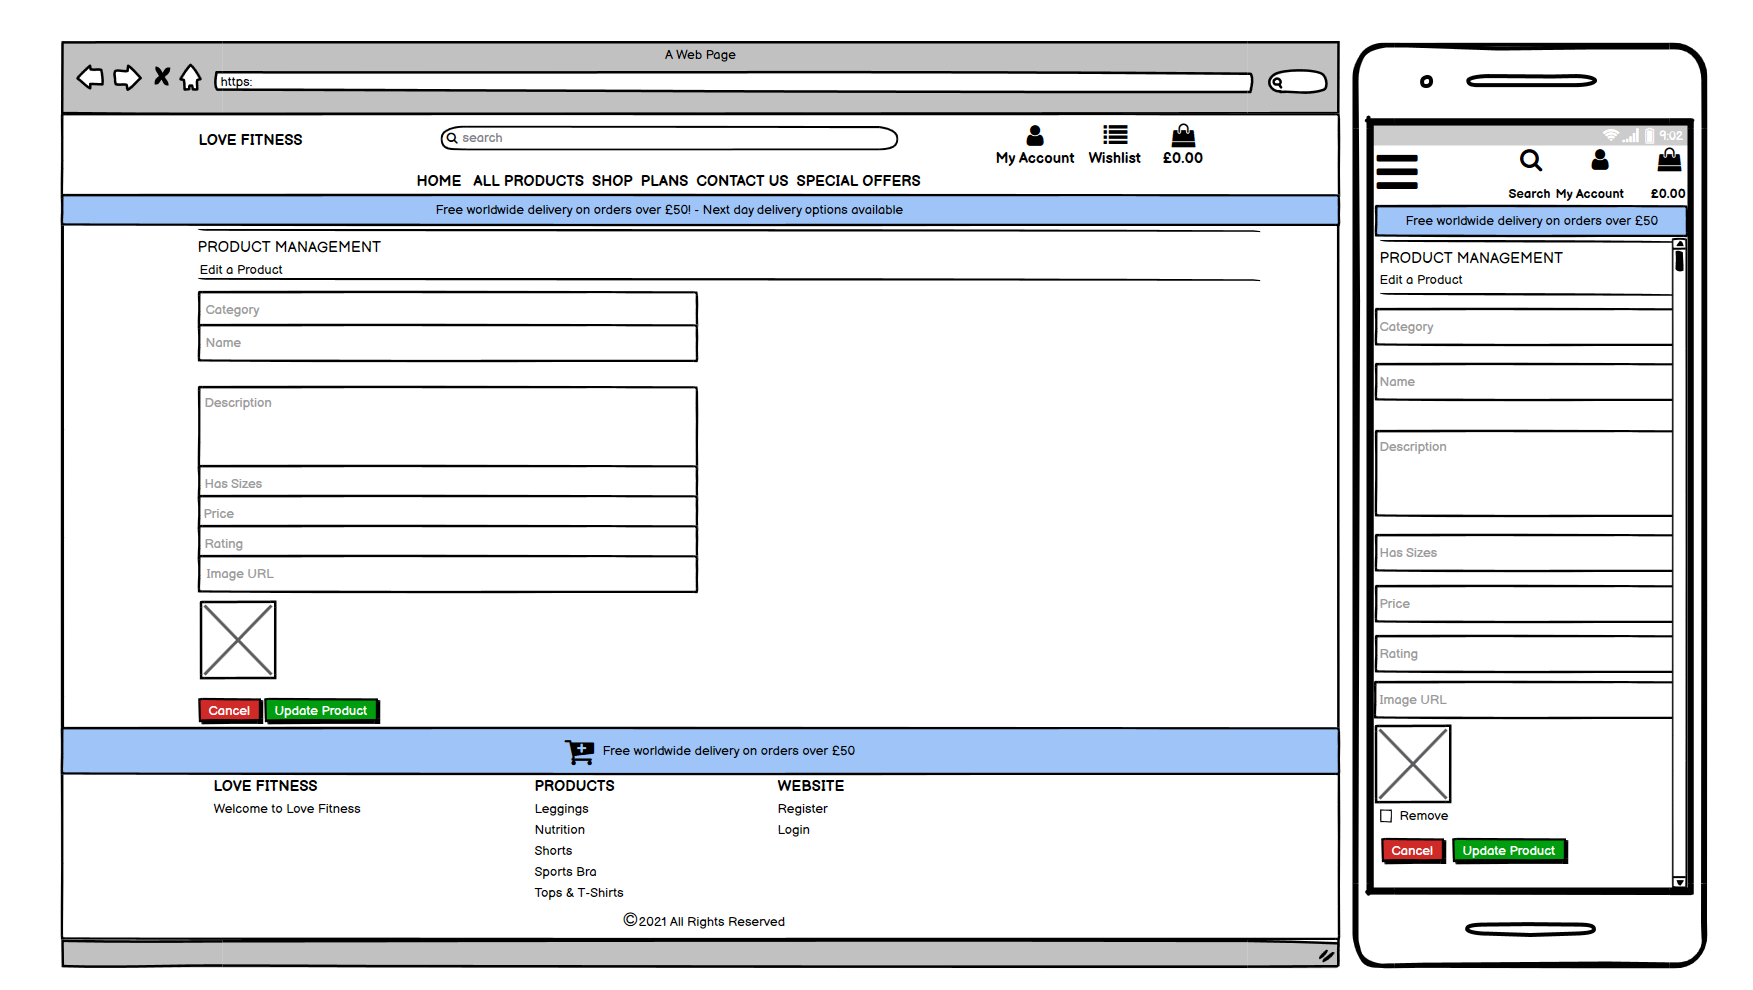 A Web Page
https:
LOVE FITNESS
search
My Account
Wishlist
£0.00
HOME ALL PRODUCTS SHOP PLANS CONTACT US SPECIAL OFFERS
Free worldwide delivery on orders over £50! - Next day delivery options available
PRODUCT MANAGEMENT
Edit a Product
Category
Name
Description
Has Sizes
Price
Rating
Image URL
Cancel
Update Product
Free worldwide delivery on orders over £50
LOVE FITNESS
Welcome to Love Fitness
PRODUCTS
Leggings
Nutrition
Shorts
Sports Bra
Tops & T-Shirts
WEBSITE
Register
Login
©2021 All Rights Reserved
9:02
Search My Account £0.00
Free worldwide delivery on orders over £50
PRODUCT MANAGEMENT
Edit a Product
Category
Name
Description
Has Sizes
Price
Rating
Image URL
Remove
Cancel
Update Product